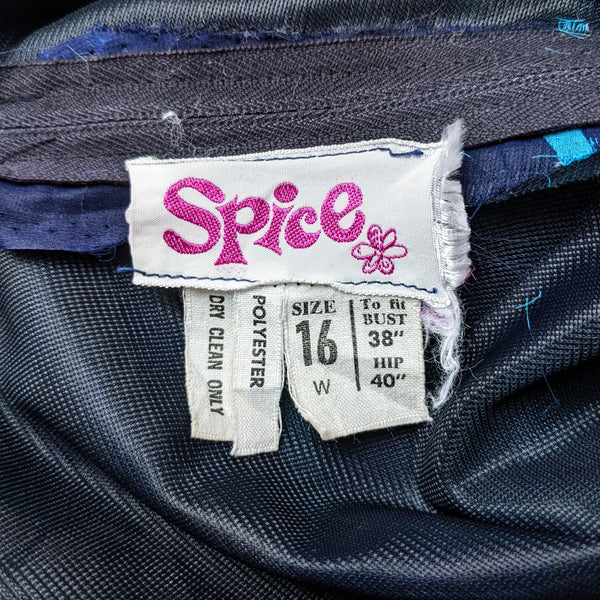 Spice
DRY CLEAN ONLY
POLYESTER
SIZE
16
W
To fit
BUST
38"
HIP
40"